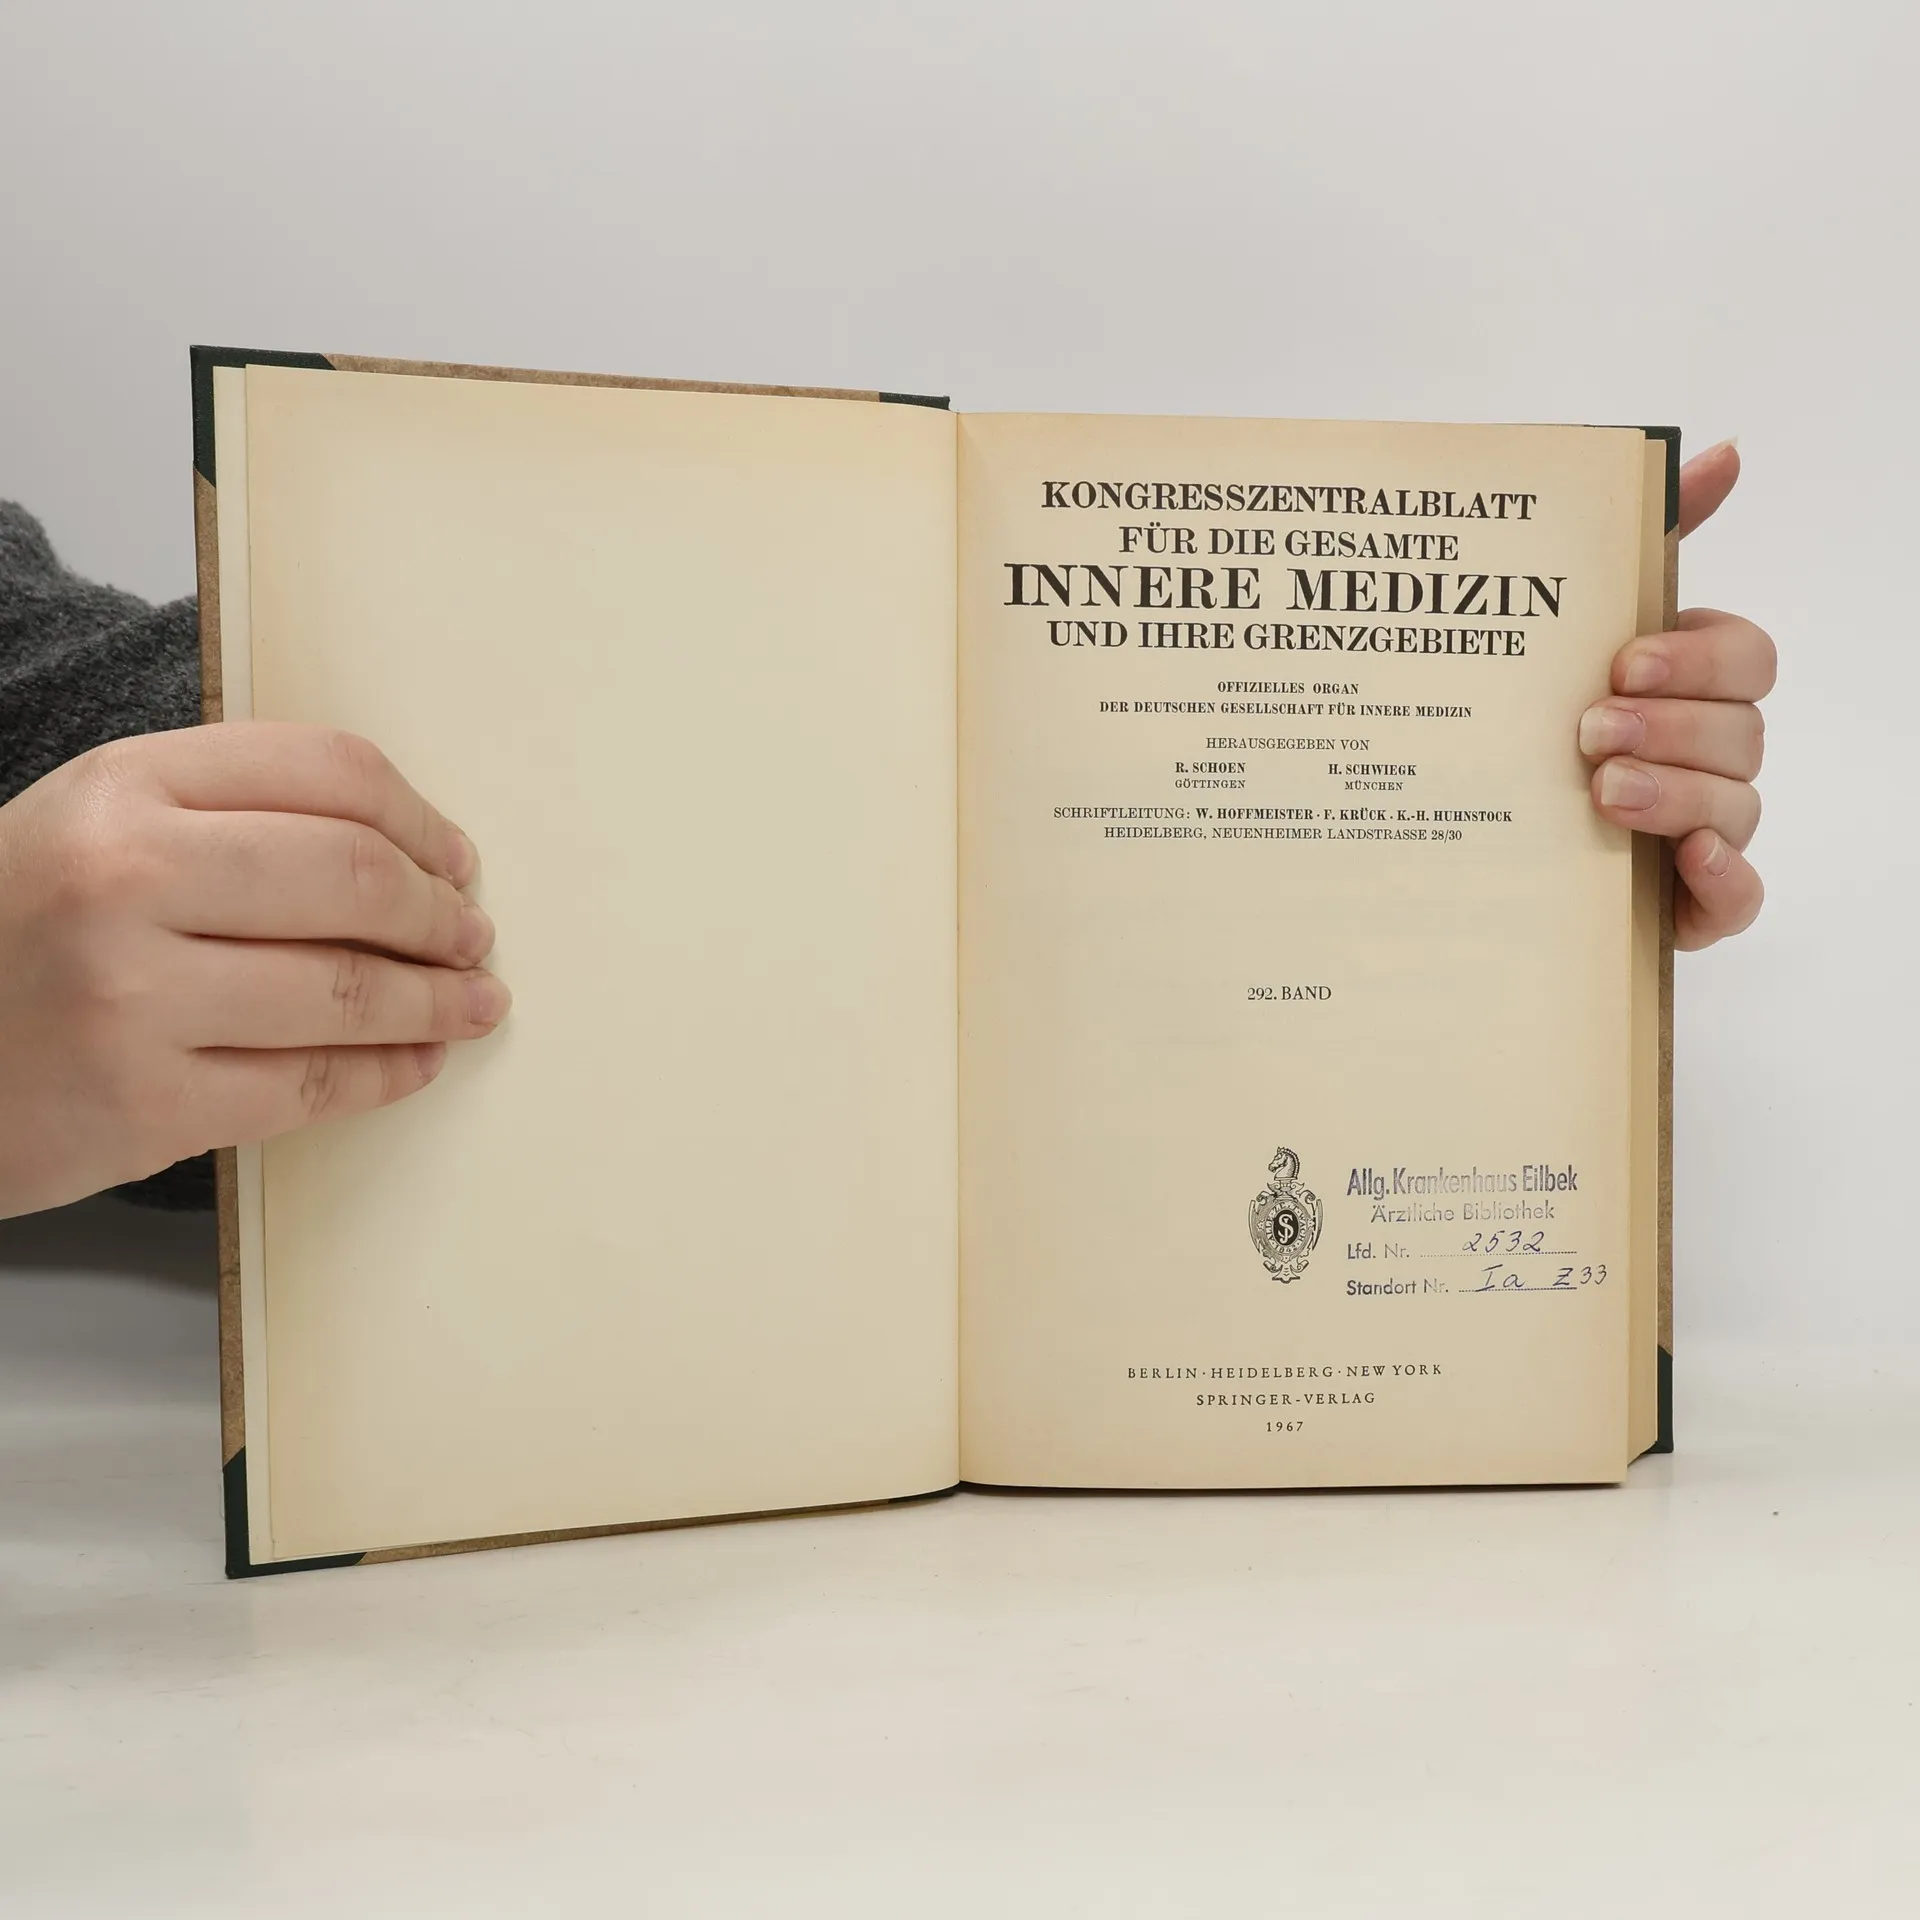 KONGRESSZENTRALBLATT
FÜR DIE GESAMTE
INNERE MEDIZIN
UND IHRE GRENZGEBIETE
OFFIZIELLES ORGAN
DER DEUTSCHEN GESELLSCHAFT FÜR INNERE MEDIZIN
HERAUSGEGEBEN VON
R. SCHOEN H. SCHWIEGK
GÖTTINGEN MÜNCHEN
SCHRIFTLEITUNG: W. HOFFMEISTER · F. KRÜCK · K.-H. HUHNSTOCK
HEIDELBERG, NEUENHEIMER LANDSTRASSE 28/30
292. BAND
Allg. Krankenhaus Eilbek
Ärztliche Bibliothek
Lfd. Nr. 2532
Standort Nr. Ia Z33
BERLIN · HEIDELBERG · NEW YORK
SPRINGER-VERLAG
1967